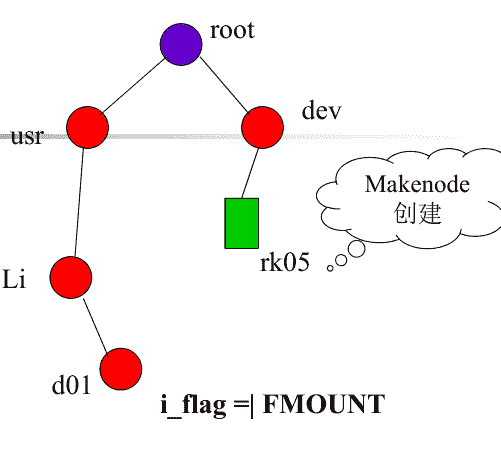 root
usr
dev
Makenode
创建
rk05
Li
d01
i_flag =| FMOUNT